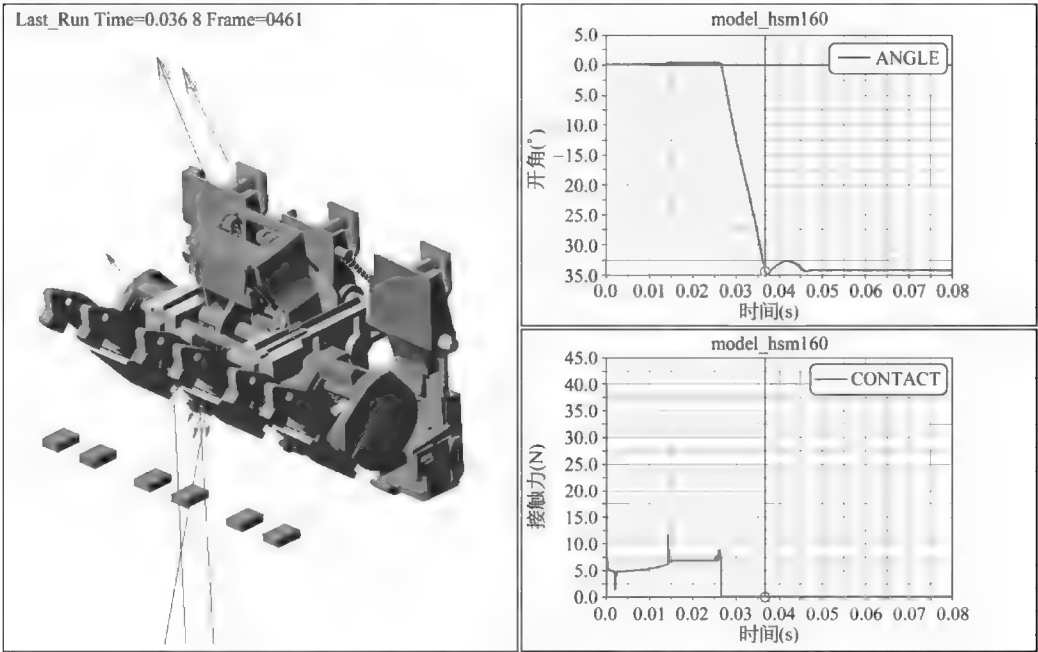 Last_Run Time=0.036 8 Frame=0461
model_hsm160
ANGLE
开角(°)
5.0
0.0
5.0
10.0
-15.0
20.0
25.0
30.0
35.0
0.0 0.01 0.02 0.03 0.04 0.05 0.06 0.07 0.08
时间(s)
model_hsm160
CONTACT
接触力(N)
45.0
40.0
35.0
30.0
25.0
20.0
15.0
10.0
5.0
0.0
0.0 0.01 0.02 0.03 0.04 0.05 0.06 0.07 0.08
时间(s)